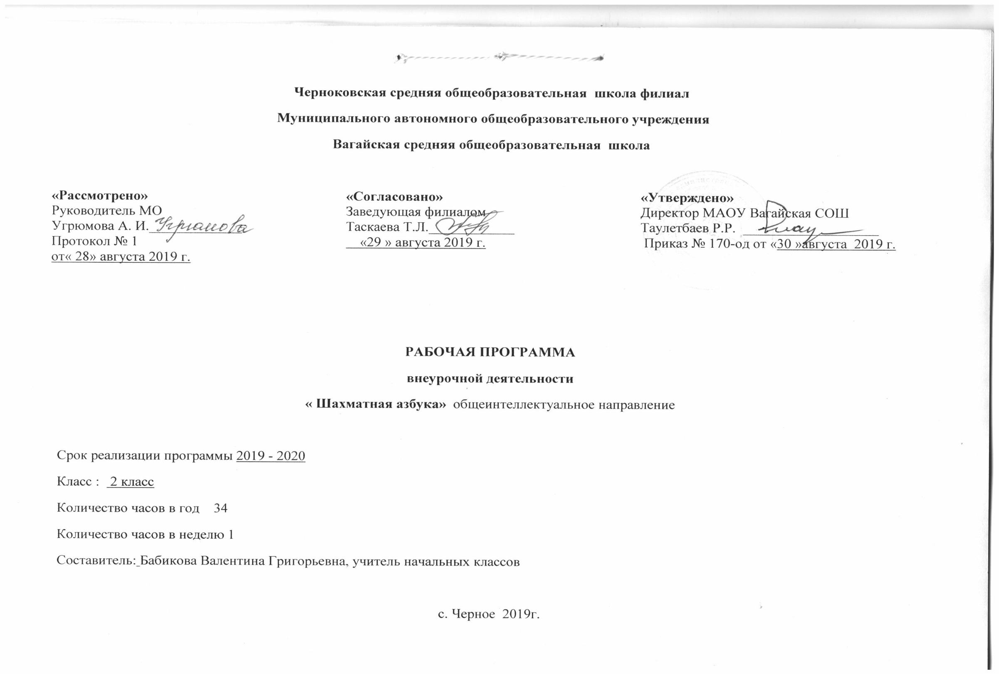 Черноковская средняя общеобразовательная школа филиал
Муниципального автономного общеобразовательного учреждения
Вагайская средняя общеобразовательная школа
«Рассмотрено»
Руководитель МО
Угрюмова А. И. Угрюмова
Протокол № 1
от« 28» августа 2019 г.
«Согласовано»
Заведующая филиалом
Таскаева Т.Л.
«29 » августа 2019 г.
«Утверждено»
Директор МАОУ Вагайская СОШ
Таулетбаев Р.Р.
Приказ № 170-од от «30 »августа 2019 г.
РАБОЧАЯ ПРОГРАММА
внеурочной деятельности
« Шахматная азбука» общеинтеллектуальное направление
Срок реализации программы 2019 - 2020
Класс : 2 класс
Количество часов в год 34
Количество часов в неделю 1
Составитель: Бабикова Валентина Григорьевна, учитель начальных классов
с. Черное 2019г.